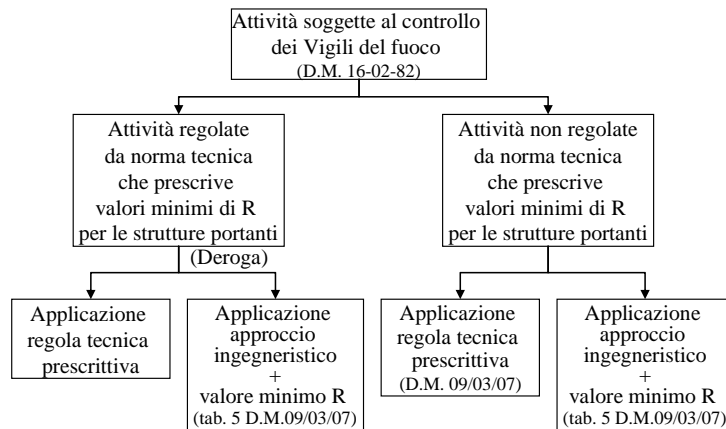 Attività soggette al controllo
dei Vigili del fuoco
(D.M. 16-02-82)
Attività regolate
da norma tecnica
che prescrive
valori minimi di R
per le strutture portanti
Attività non regolate
da norma tecnica
che prescrive
valori minimi di R
per le strutture portanti
(Deroga)
Applicazione
regola tecnica
prescrittiva
Applicazione
approccio
ingegneristico
+
valore minimo R
(tab. 5 D.M.09/03/07)
Applicazione
regola tecnica
prescrittiva
(D.M. 09/03/07)
Applicazione
approccio
ingegneristico
+
valore minimo R
(tab. 5 D.M.09/03/07)